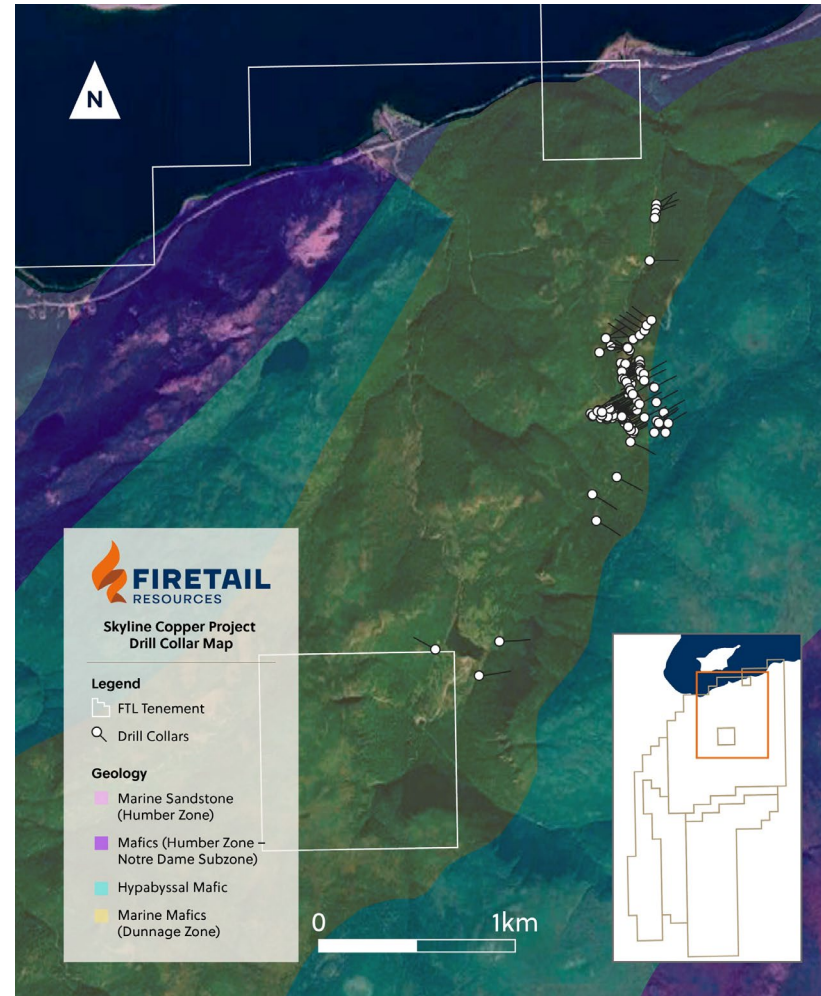 N
FIRETAIL
RESOURCES
Skyline Copper Project
Drill Collar Map
Legend
FTL Tenement
Drill Collars
Geology
Marine Sandstone
(Humber Zone)
Mafics (Humber Zone –
Notre Dame Subzone)
Hypabyssal Mafic
Marine Mafics
(Dunnage Zone)
0 1km